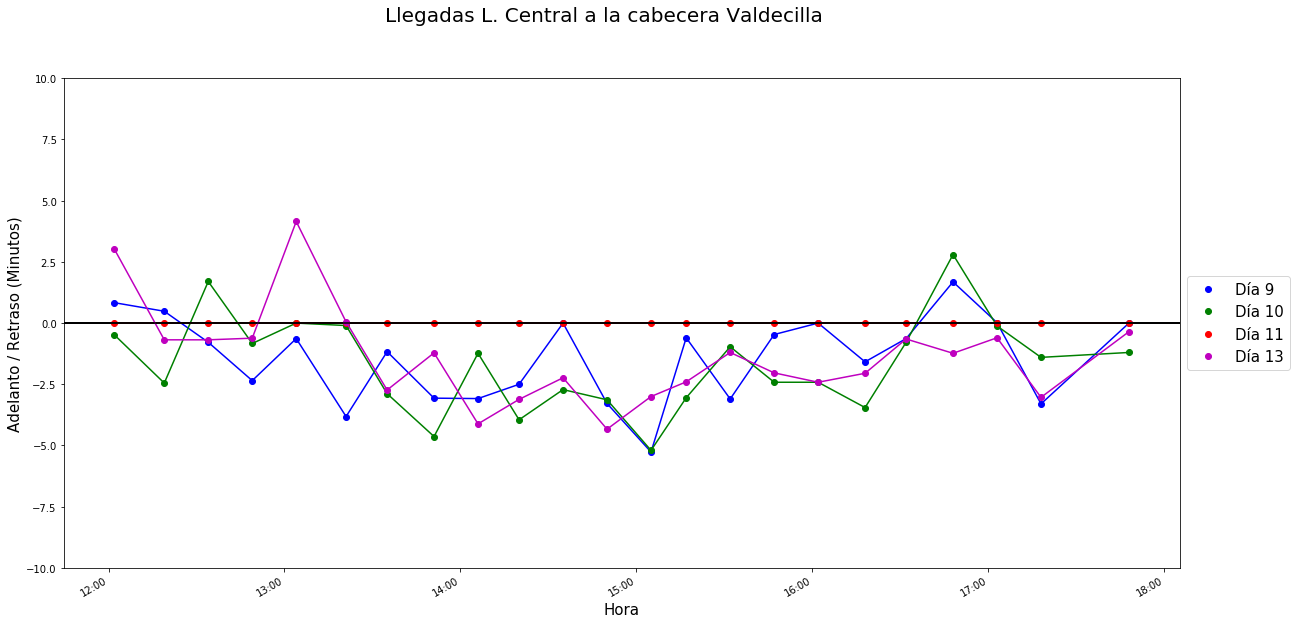 Llegadas L. Central a la cabecera Valdecilla
Adelanto / Retraso (Minutos)
10.0
7.5
5.0
2.5
0.0
−2.5
−5.0
−7.5
−10.0
12:00
13:00
14:00
15:00
16:00
17:00
18:00
Hora
Día 9
Día 10
Día 11
Día 13